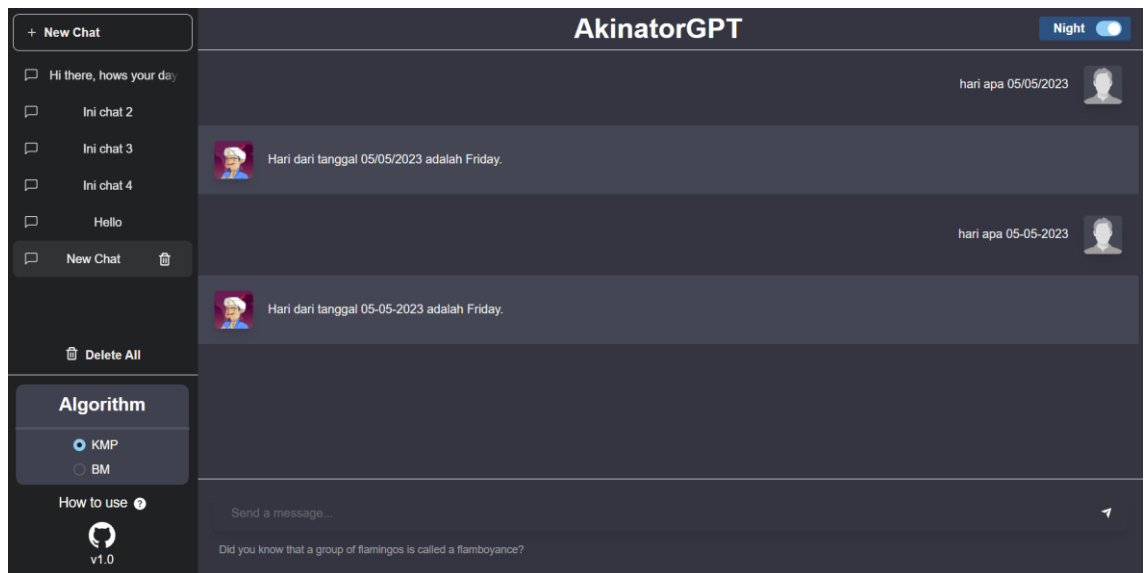 + New Chat
Hi there, hows your day
Ini chat 2
Ini chat 3
Ini chat 4
Hello
New Chat
Delete All
Algorithm
KMP
BM
How to use ?
v1.0
AkinatorGPT
Night
hari apa 05/05/2023
Hari dari tanggal 05/05/2023 adalah Friday.
hari apa 05-05-2023
Hari dari tanggal 05-05-2023 adalah Friday.
Send a message...
Did you know that a group of flamingos is called a flamboyance?